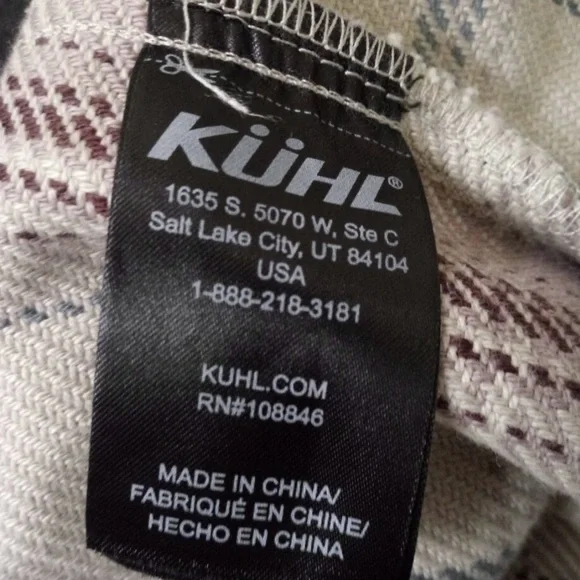 KÜHL®
1635 S. 5070 W, Ste C
Salt Lake City, UT 84104
USA
1-888-218-3181
KUHL.COM
RN#108846
MADE IN CHINA/
FABRIQUÉ EN CHINE/
HECHO EN CHINA